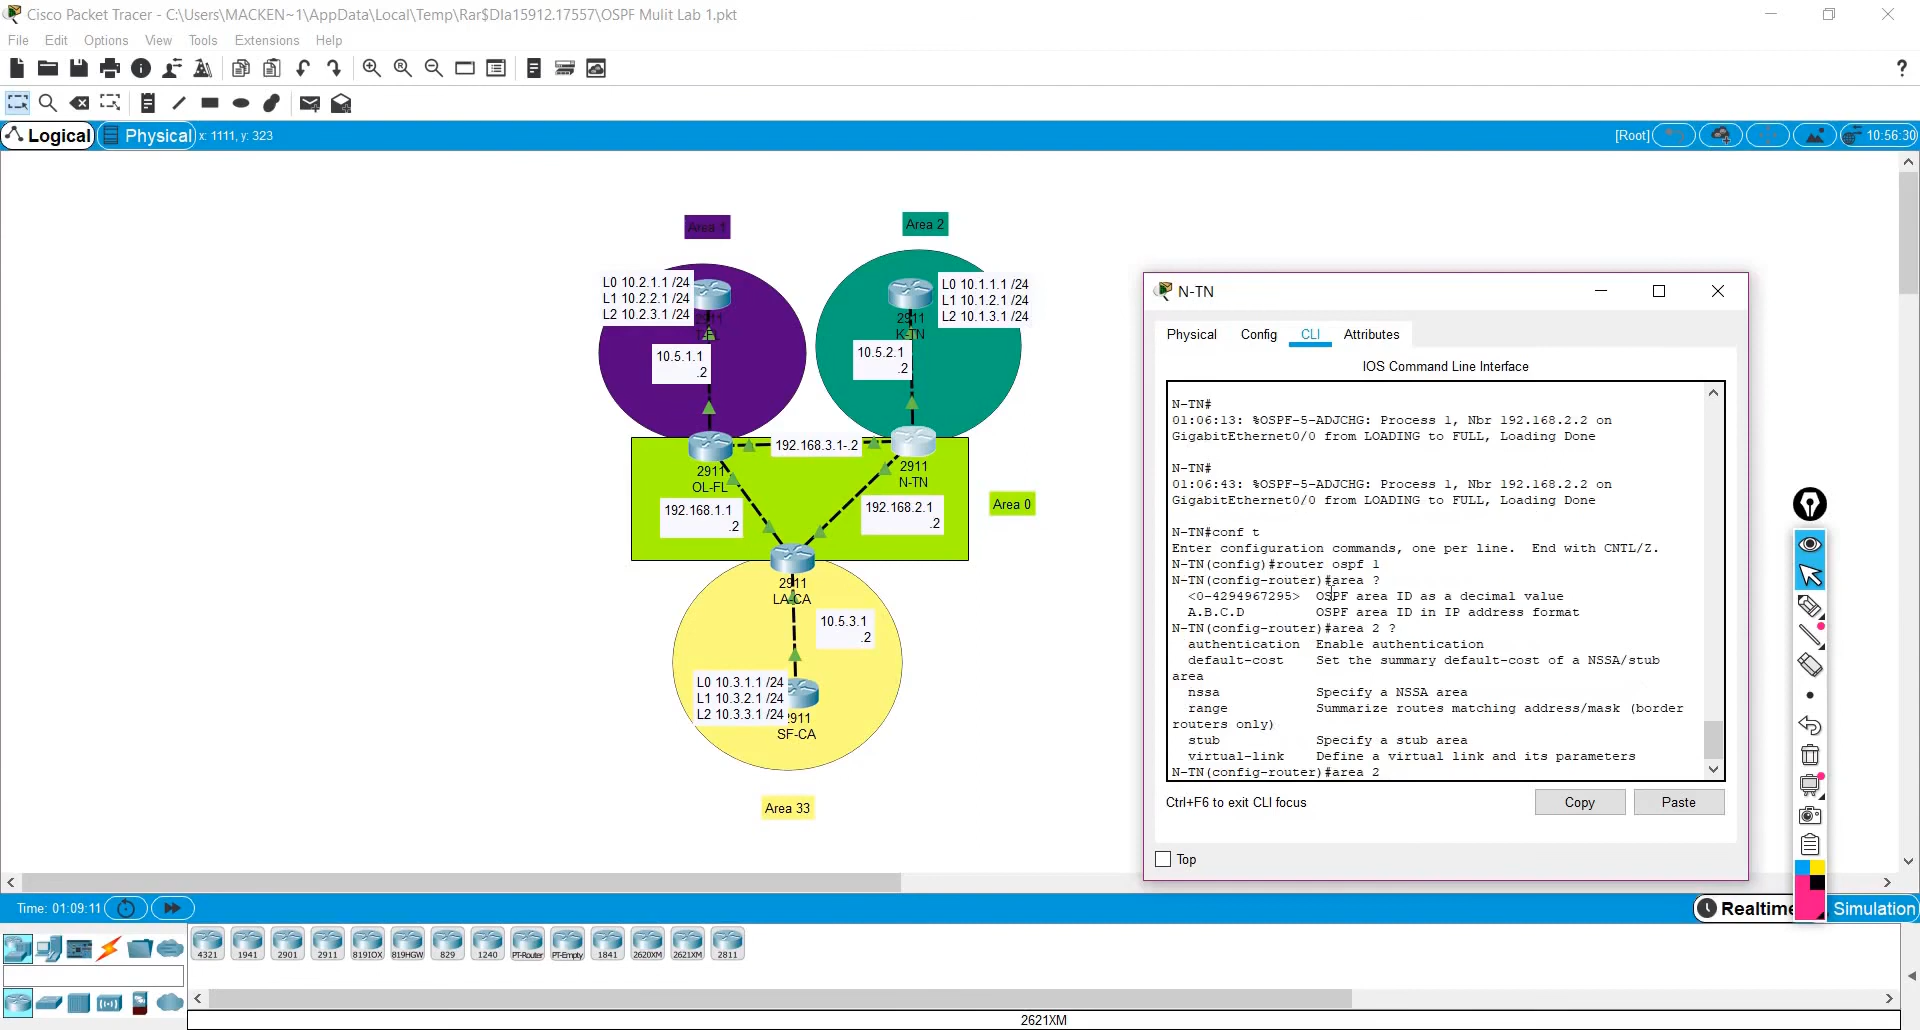 Cisco Packet Tracer - C:\Users\MACKEN~1\AppData\Local\Temp\Rar$DIa15912.17557\OSPF Mulit Lab 1.pkt
File Edit Options View Tools Extensions Help
?
Logical Physical x: 1111, y: 323
[Root] 10:56:30
Area 1
Area 2
L0 10.2.1.1 /24
L1 10.2.2.1 /24
L2 10.2.3.1 /24
2911
10.5.1.1
.2
L0 10.1.1.1 /24
L1 10.1.2.1 /24
L2 10.1.3.1 /24
2911
K-TN
10.5.2.1
.2
192.168.3.1-.2
2911
OL-FL
2911
N-TN
192.168.1.1
.2
192.168.2.1
.2
Area 0
2911
LA-CA
10.5.3.1
.2
L0 10.3.1.1 /24
L1 10.3.2.1 /24
L2 10.3.3.1 /24
2911
SF-CA
Area 33
N-TN
Physical Config CLI Attributes
IOS Command Line Interface
N-TN#
01:06:13: %OSPF-5-ADJCHG: Process 1, Nbr 192.168.2.2 on
GigabitEthernet0/0 from LOADING to FULL, Loading Done
N-TN#
01:06:43: %OSPF-5-ADJCHG: Process 1, Nbr 192.168.2.2 on
GigabitEthernet0/0 from LOADING to FULL, Loading Done
N-TN#conf t
Enter configuration commands, one per line. End with CNTL/Z.
N-TN(config)#router ospf 1
N-TN(config-router)#area ?
<0-4294967295> OSPF area ID as a decimal value
A.B.C.D OSPF area ID in IP address format
N-TN(config-router)#area 2 ?
authentication Enable authentication
default-cost Set the summary default-cost of a NSSA/stub
area
nssa Specify a NSSA area
range Summarize routes matching address/mask (border
routers only)
stub Specify a stub area
virtual-link Define a virtual link and its parameters
N-TN(config-router)#area 2
Ctrl+F6 to exit CLI focus
Copy Paste
Top
Time: 01:09:11
Realtime Simulation
4321 1941 2901 2911 819IOX 819HGW 829 1240 PT-Router PT-Empty 1841 2620XM 2621XM 2811
2621XM